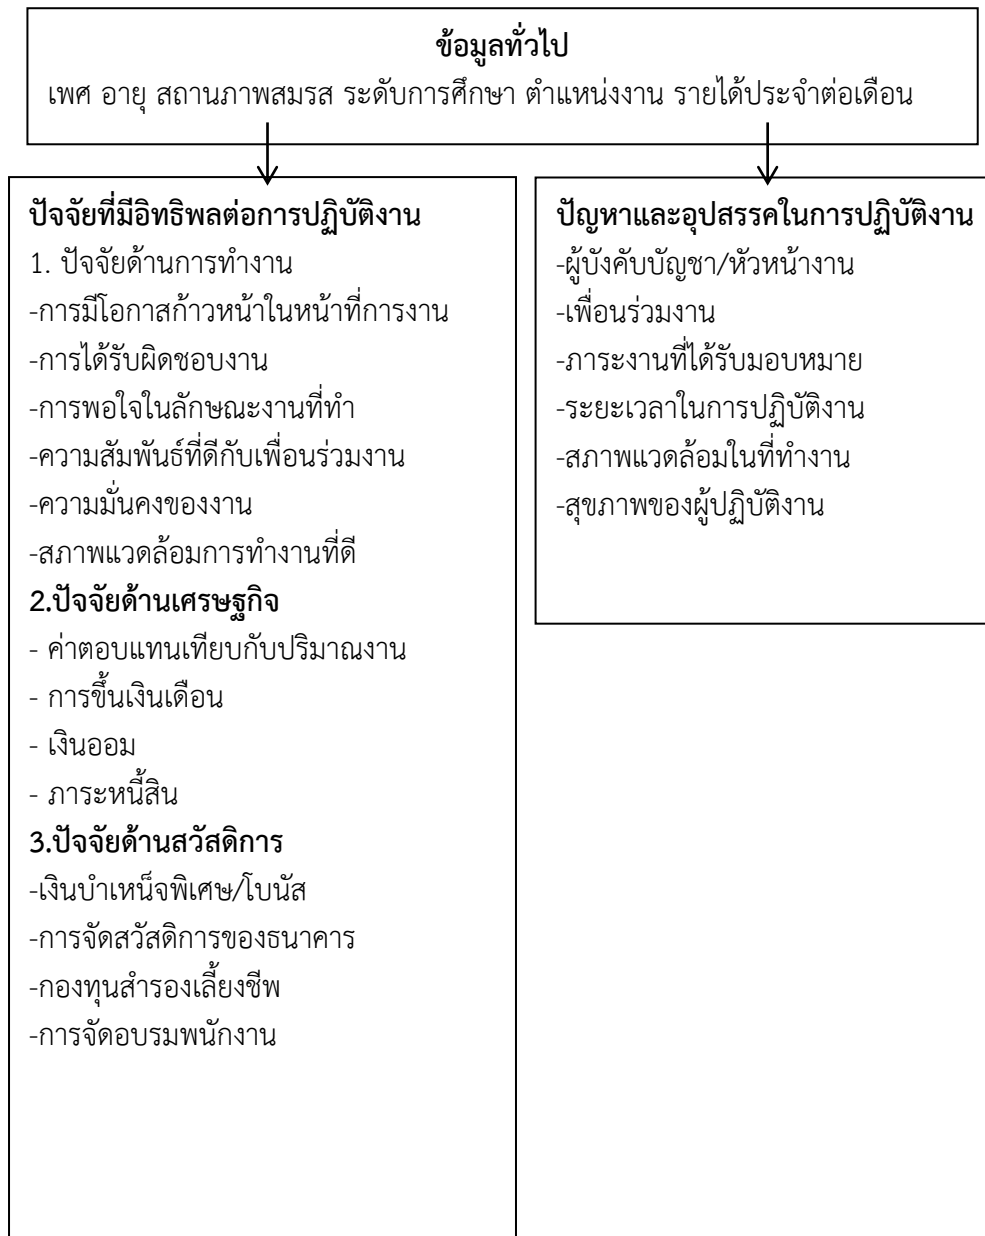 ข้อมูลทั่วไป
เพศ อายุ สถานภาพสมรส ระดับการศึกษา ตำแหน่งงาน รายได้ประจำต่อเดือน
ปัจจัยที่มีอิทธิพลต่อการปฏิบัติงาน
1. ปัจจัยด้านการทำงาน
-การมีโอกาสก้าวหน้าในหน้าที่การงาน
-การได้รับผิดชอบงาน
-การพอใจในลักษณะงานที่ทำ
-ความสัมพันธ์ที่ดีกับเพื่อนร่วมงาน
-ความมั่นคงของงาน
-สภาพแวดล้อมการทำงานที่ดี
2.ปัจจัยด้านเศรษฐกิจ
- ค่าตอบแทนเทียบกับปริมาณงาน
- การขึ้นเงินเดือน
- เงินออม
- ภาระหนี้สิน
3.ปัจจัยด้านสวัสดิการ
-เงินบำเหน็จพิเศษ/โบนัส
-การจัดสวัสดิการของธนาคาร
-กองทุนสำรองเลี้ยงชีพ
-การจัดอบรมพนักงาน
ปัญหาและอุปสรรคในการปฏิบัติงาน
-ผู้บังคับบัญชา/หัวหน้างาน
-เพื่อนร่วมงาน
-ภาระงานที่ได้รับมอบหมาย
-ระยะเวลาในการปฏิบัติงาน
-สภาพแวดล้อมในที่ทำงาน
-สุขภาพของผู้ปฏิบัติงาน